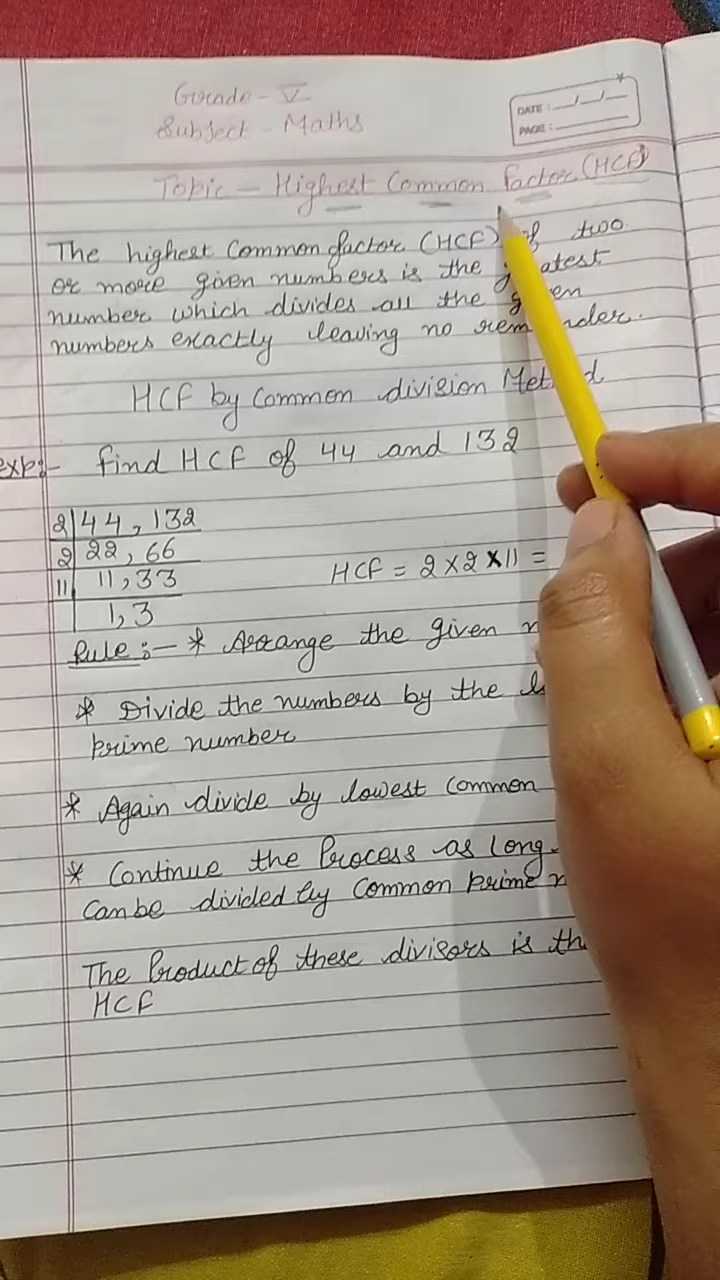 Grade - V
Subject - Maths
DATE : __/__/__
PAGE :
Topic - Highest Common factor (HCF)
The highest Common factor (HCF) of two
or more given numbers is the
number which divides all the
numbers exactly leaving no
HCF by Common division
exp:- find HCF of 44 and 132
2 | 44, 132
2 | 22, 66
11 | 11, 33
1, 3
HCF = 2 × 2 × 11 =
Rule :- * Arrange the given
* Divide the numbers by the
prime number
* Again divide by lowest Common
* Continue the Process as long
can be divided by Common prime
The Product of these divisors is
HCF